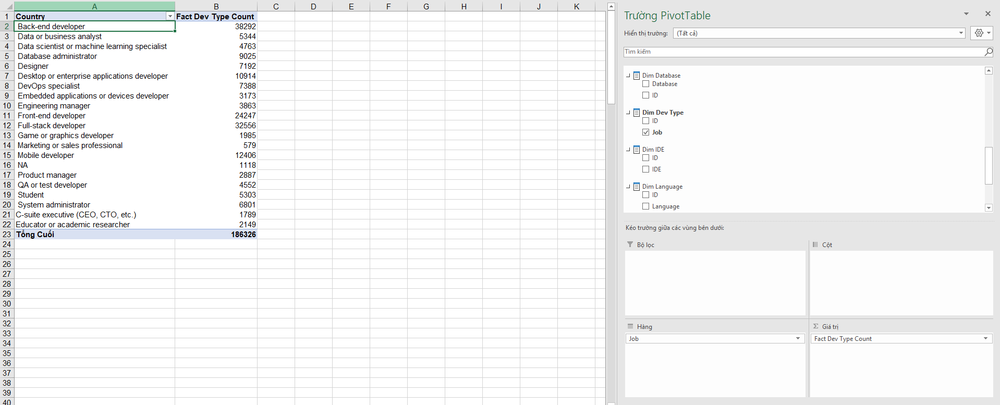 A B C D E F G H I J K
1 Country Fact Dev Type Count
2 Back-end developer 38292
3 Data or business analyst 5344
4 Data scientist or machine learning specialist 4763
5 Database administrator 9025
6 Designer 7192
7 Desktop or enterprise applications developer 10914
8 DevOps specialist 7388
9 Embedded applications or devices developer 3173
10 Engineering manager 3863
11 Front-end developer 24247
12 Full-stack developer 32556
13 Game or graphics developer 1985
14 Marketing or sales professional 579
15 Mobile developer 12406
16 NA 1118
17 Product manager 2887
18 QA or test developer 4552
19 Student 5303
20 System administrator 6801
21 C-suite executive (CEO, CTO, etc.) 1789
22 Educator or academic researcher 2149
23 Tổng Cuối 186326
24
25
26
27
28
29
30
31
32
33
34
35
36
37
38
39
40
Trường PivotTable
Hiển thị trường: (Tất cả)
Tìm kiếm
Dim Database
Database
ID
Dim Dev Type
ID
Job
Dim IDE
ID
IDE
Dim Language
ID
Language
Kéo trường giữa các vùng bên dưới:
Bộ lọc
Cột
Hàng
Job
Σ Giá trị
Fact Dev Type Count